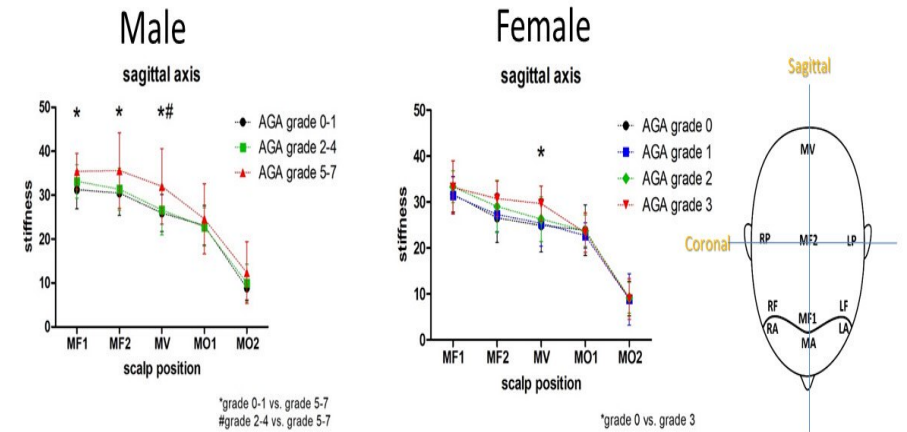 Male
sagittal axis
50
40
30
20
10
0
stiffness
* * *#
AGA grade 0-1
AGA grade 2-4
AGA grade 5-7
MF1 MF2 MV MO1 MO2
scalp position
*grade 0-1 vs. grade 5-7
#grade 2-4 vs. grade 5-7
Female
sagittal axis
50
40
30
20
10
0
stiffness
*
AGA grade 0
AGA grade 1
AGA grade 2
AGA grade 3
MF1 MF2 MV MO1 MO2
scalp position
*grade 0 vs. grade 3
Sagittal
MV
Coronal
RP MF2 LP
RF LF
MF1
RA LA
MA